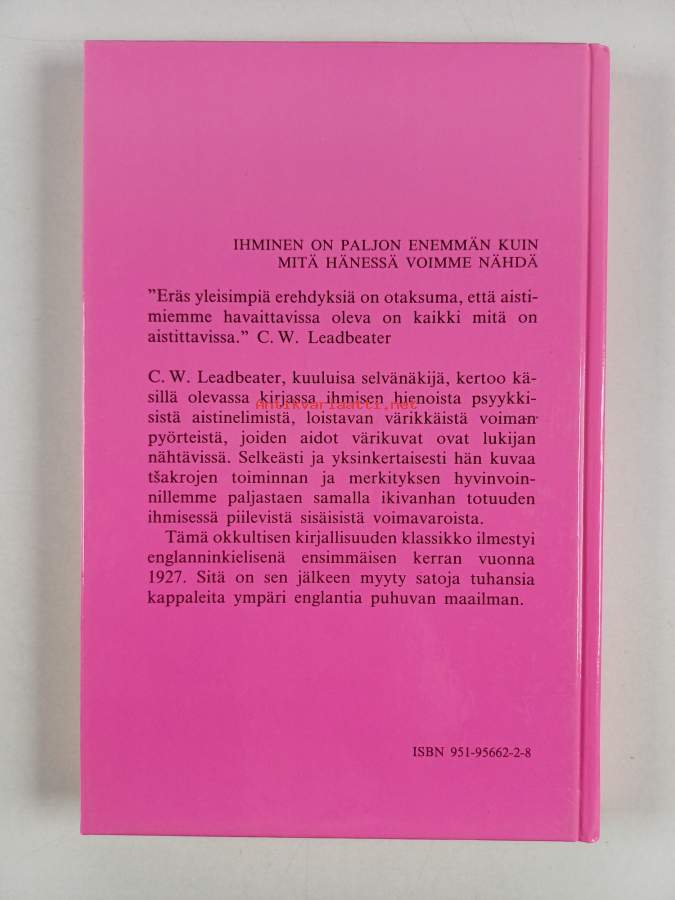 IHMINEN ON PALJON ENEMMÄN KUIN
MITÄ HÄNESSÄ VOIMME NÄHDÄ
”Eräs yleisimpiä erehdyksiä on otaksuma, että aisti-
miemme havaittavissa oleva on kaikki mitä on
aistittavissa.” C. W. Leadbeater
C. W. Leadbeater, kuuluisa selvänäkijä, kertoo kä-
sillä olevassa kirjassa ihmisen hienoista psyykki-
Antikvariaatti.net
sistä aistinelimistä, loistavan värikkäistä voiman-
pyörteistä, joiden aidot värikuvat ovat lukijan
nähtävissä. Selkeästi ja yksinkertaisesti hän kuvaa
tšakrojen toiminnan ja merkityksen hyvinvoin-
nillemme paljastaen samalla ikivanhan totuuden
ihmisessä piilevistä sisäisistä voimavaroista.
Tämä okkultisen kirjallisuuden klassikko ilmestyi
englanninkielisenä ensimmäisen kerran vuonna
1927. Sitä on sen jälkeen myyty satoja tuhansia
kappaleita ympäri englantia puhuvan maailman.
ISBN 951-95662-2-8